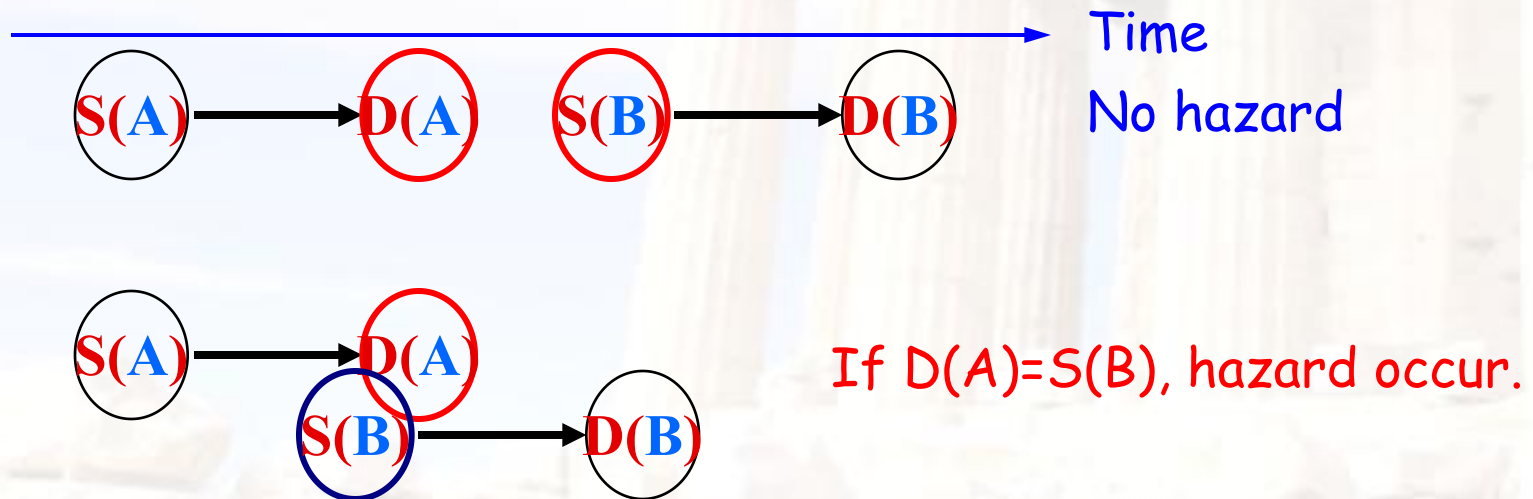 Time
S(A) D(A) S(B) D(B) No hazard
S(A) D(A) If D(A)=S(B), hazard occur.
S(B) D(B)